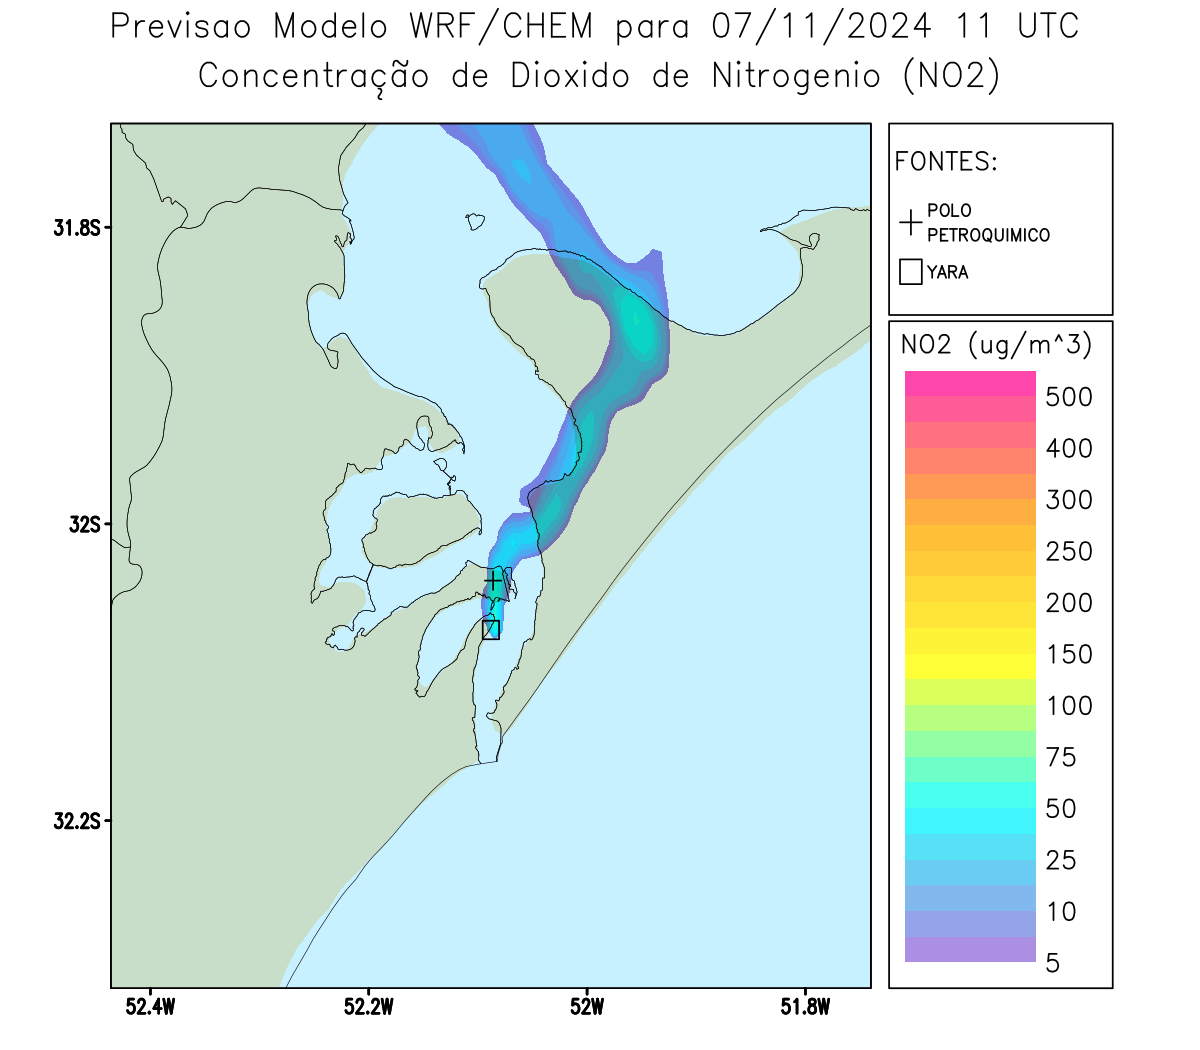 Previsao Modelo WRF/CHEM para 07/11/2024 11 UTC
Concentração de Dioxido de Nitrogenio (NO2)
FONTES:
POLO
PETROQUIMICO
YARA
NO2 (ug/m^3)
500
400
300
250
200
150
100
75
50
25
10
5
31.8S
32S
32.2S
52.4W
52.2W
52W
51.8W